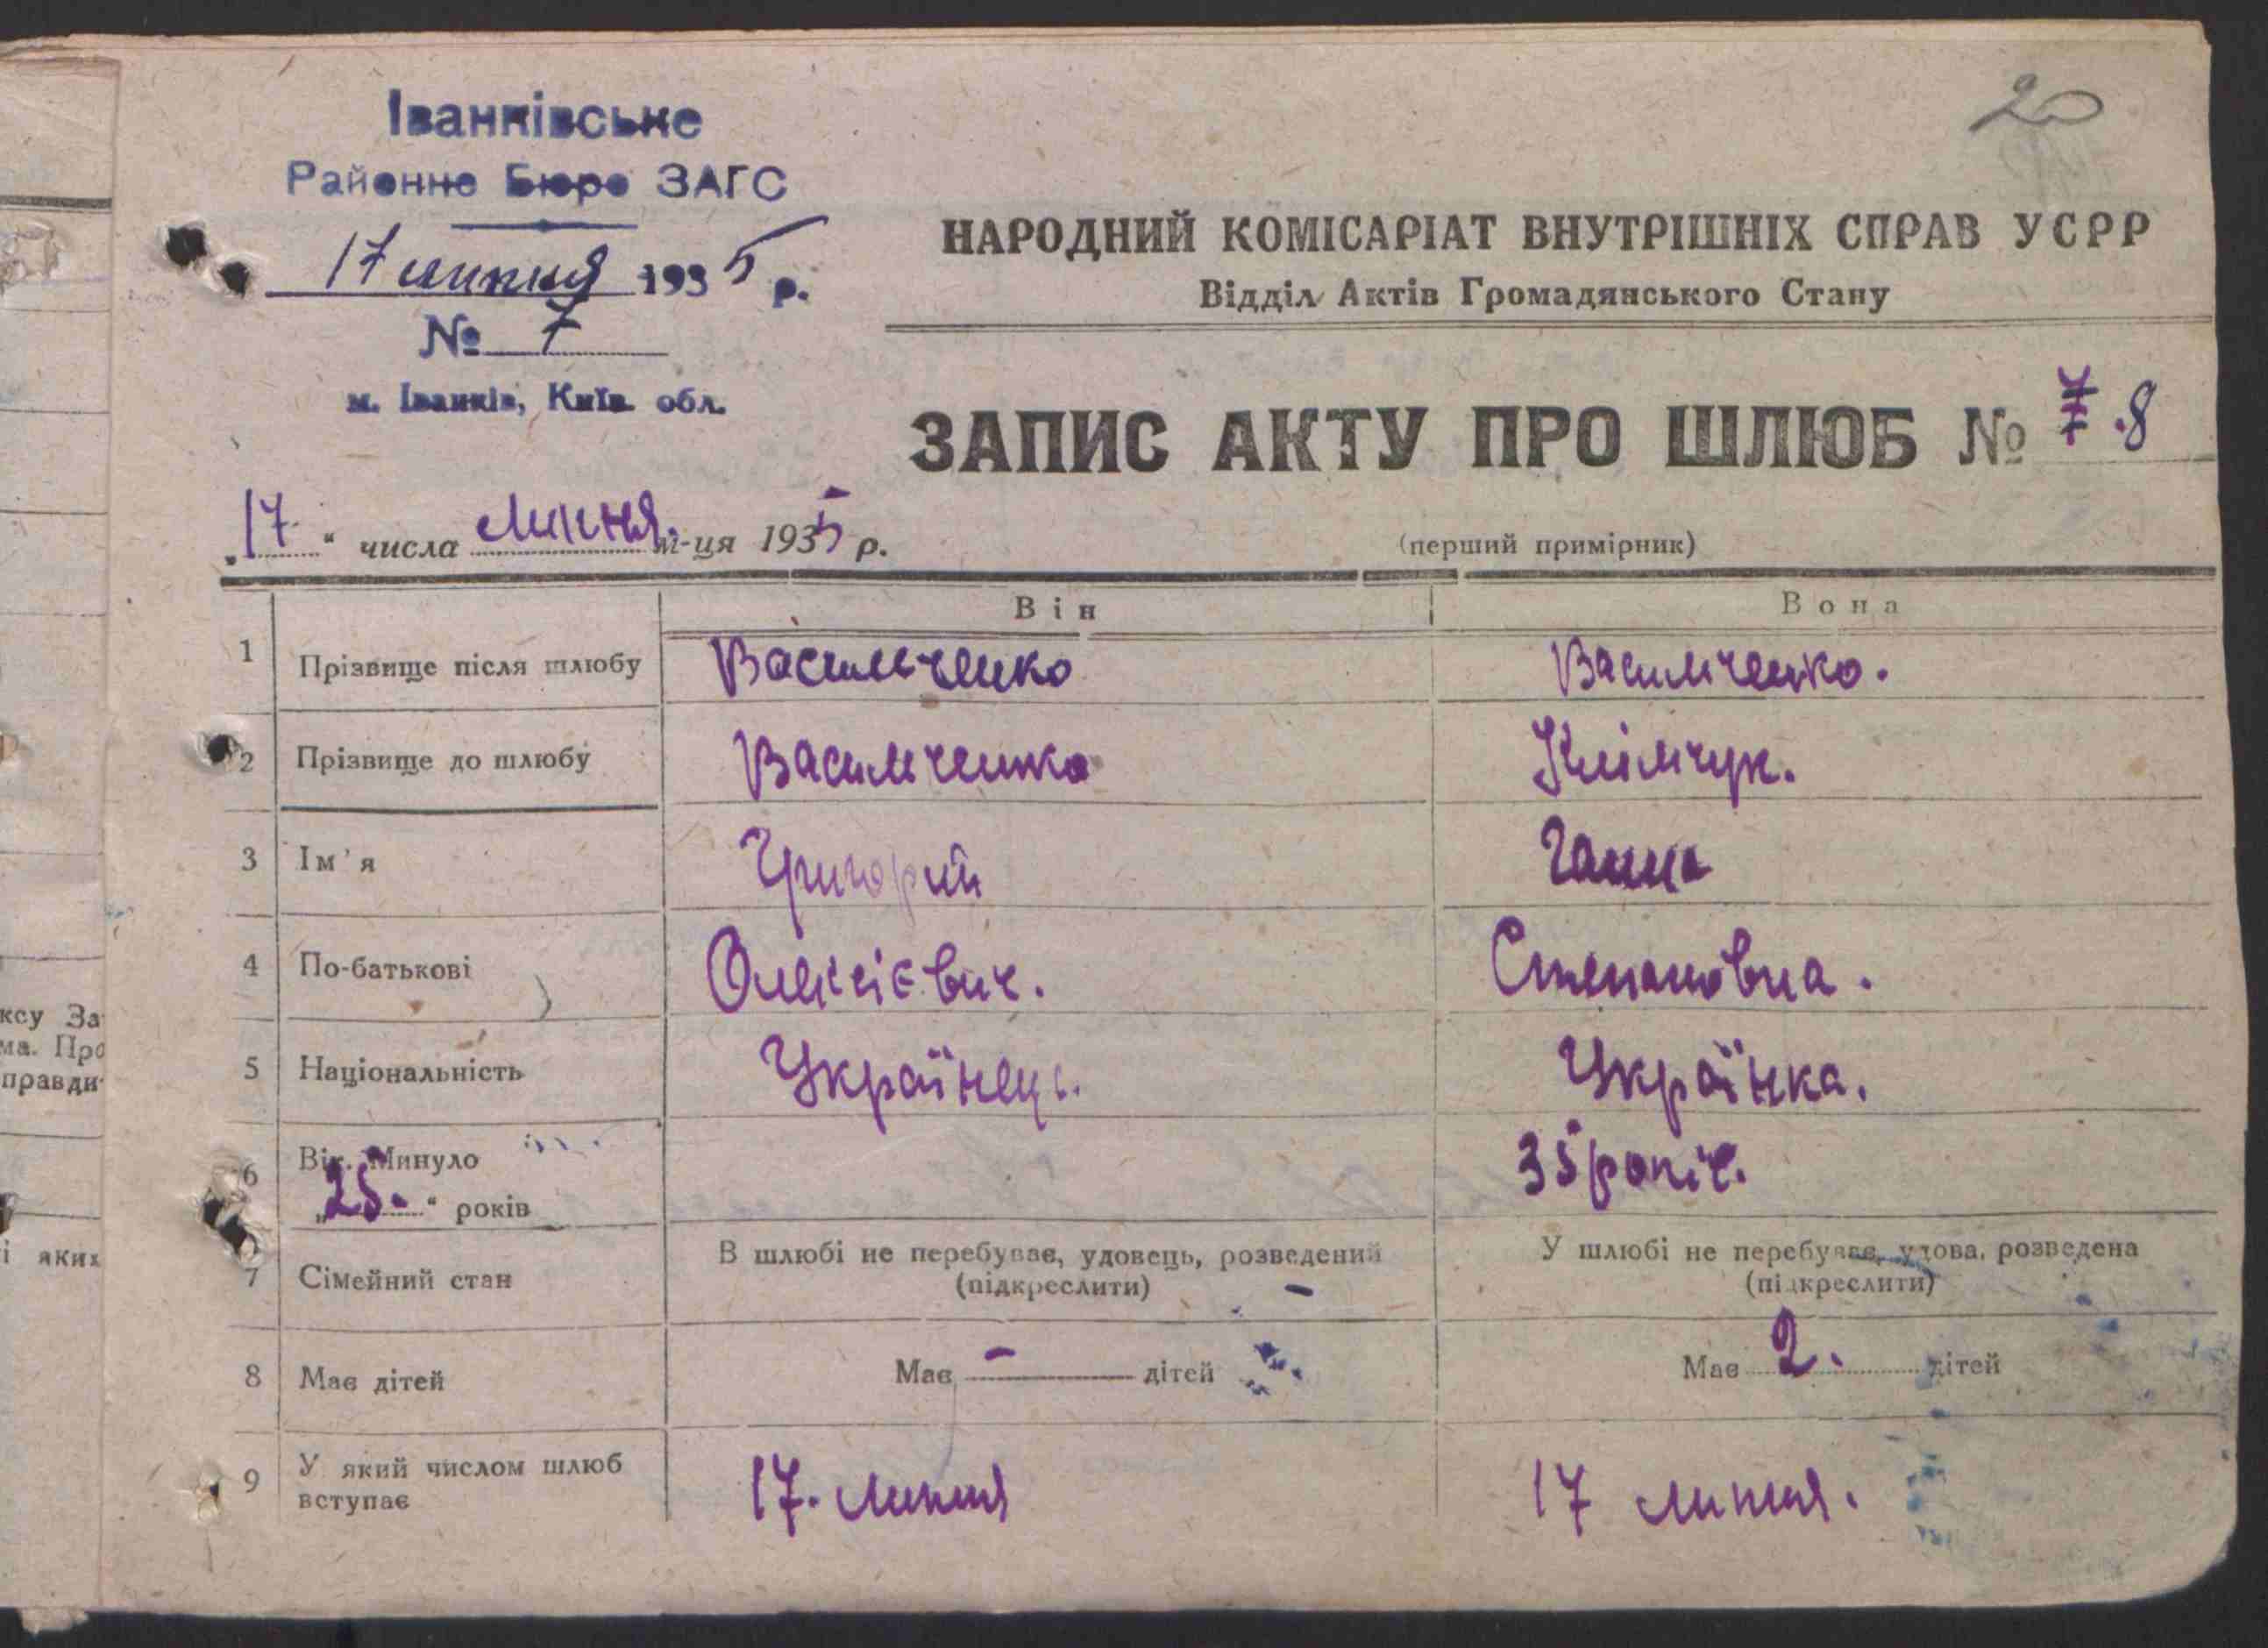 20
Іванківське
Районне Бюро ЗАГС
17 липня 1935 р.
№ 7
м. Іванків, Київ. обл.
НАРОДНИЙ КОМІСАРІАТ ВНУТРІШНІХ СПРАВ УСРР
Відділ Актів Громадянського Стану
ЗАПИС АКТУ ПРО ШЛЮБ № 7 .8
„17“ числа липня. м-ця 1935 р.
(перший примірник)
Він Вона
1 Прізвище після шлюбу Васильченко Васильченко.
2 Прізвище до шлюбу Васильченко Климчук.
3 Ім'я Григорий Ганна
4 По-батькові Олексієвич. Степановна.
5 Національність Українець. Українка.
6 Вік. Минуло
„25.“ років 35 років.
В шлюбі не перебуває, удовець, розведений У шлюбі не перебуває, удова, розведена
7 Сімейний стан (підкреслити) - (підкреслити)
8 Має дітей Має - дітей Має 2. дітей
9 У який числом шлюб
вступає 17. липня 17 липня.
ксу За
ма. Про
правди
і яких